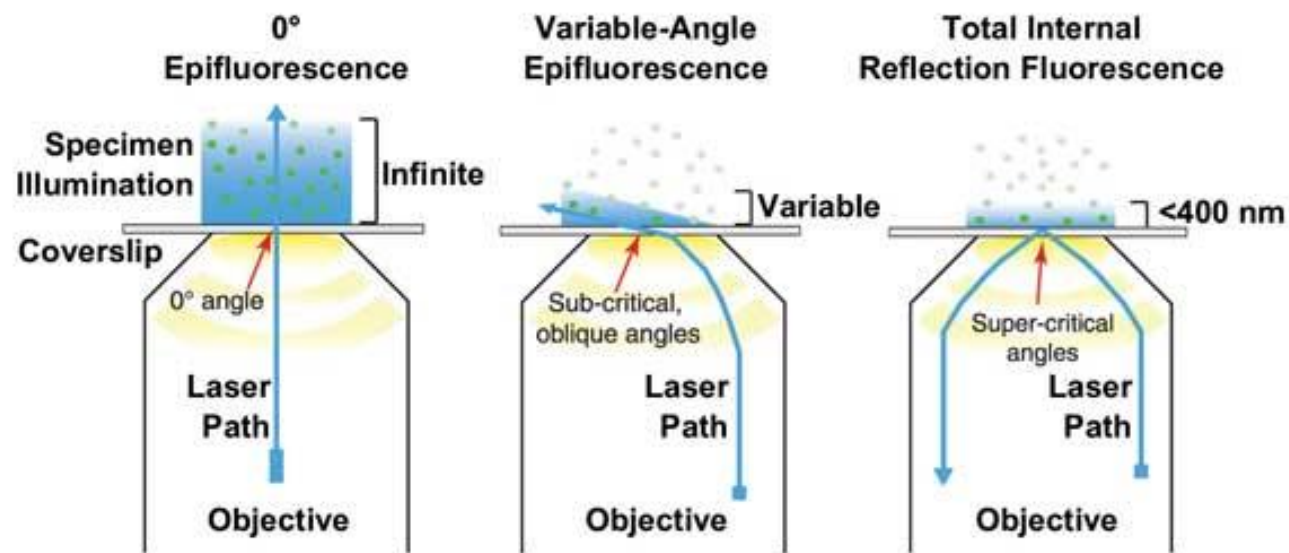 0°
Epifluorescence
Specimen
Illumination
Infinite
Coverslip
0° angle
Laser
Path
Objective
Variable-Angle
Epifluorescence
Variable
Sub-critical,
oblique angles
Laser
Path
Objective
Total Internal
Reflection Fluorescence
<400 nm
Super-critical
angles
Laser
Path
Objective